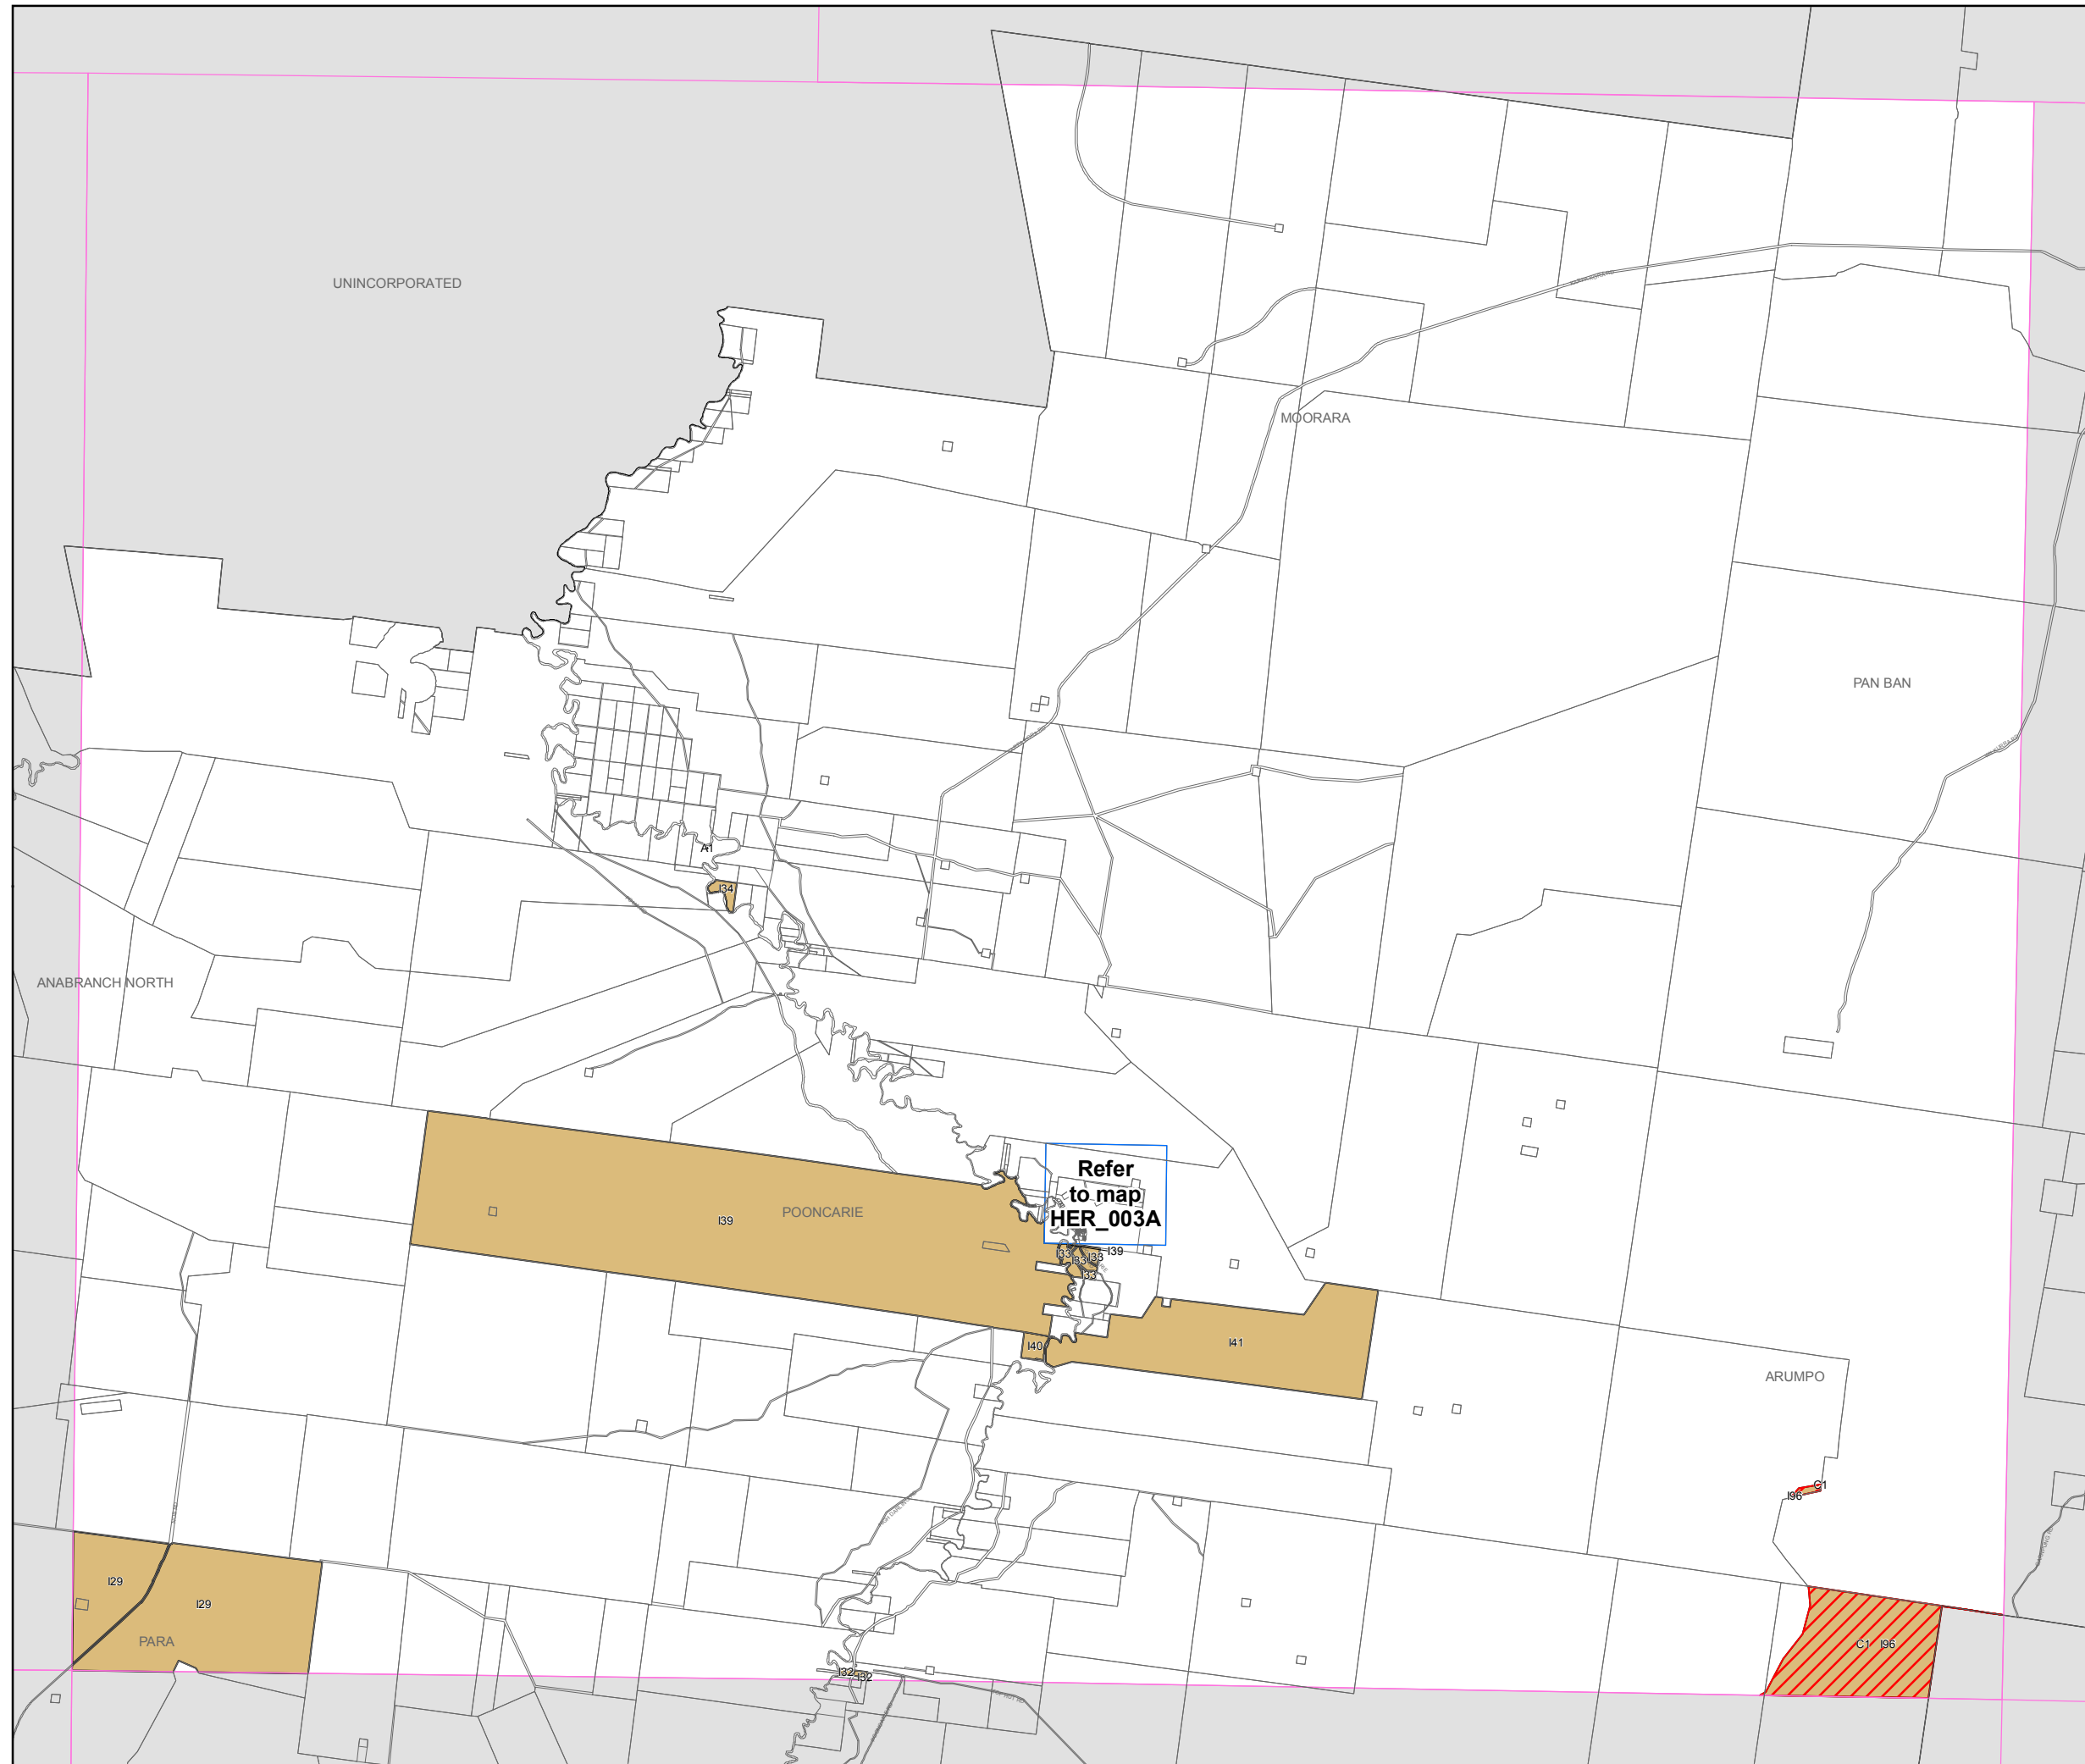 UNINCORPORATED
MOORARA
PAN BAN
A1
I34
ANABRANCH NORTH
Refer
to map
HER_003A
I39
POONCARIE
I33
I33
I33
I39
I33
I40
I41
ARUMPO
C1
I96
I29
I29
PARA
C1
I96
I32
I32